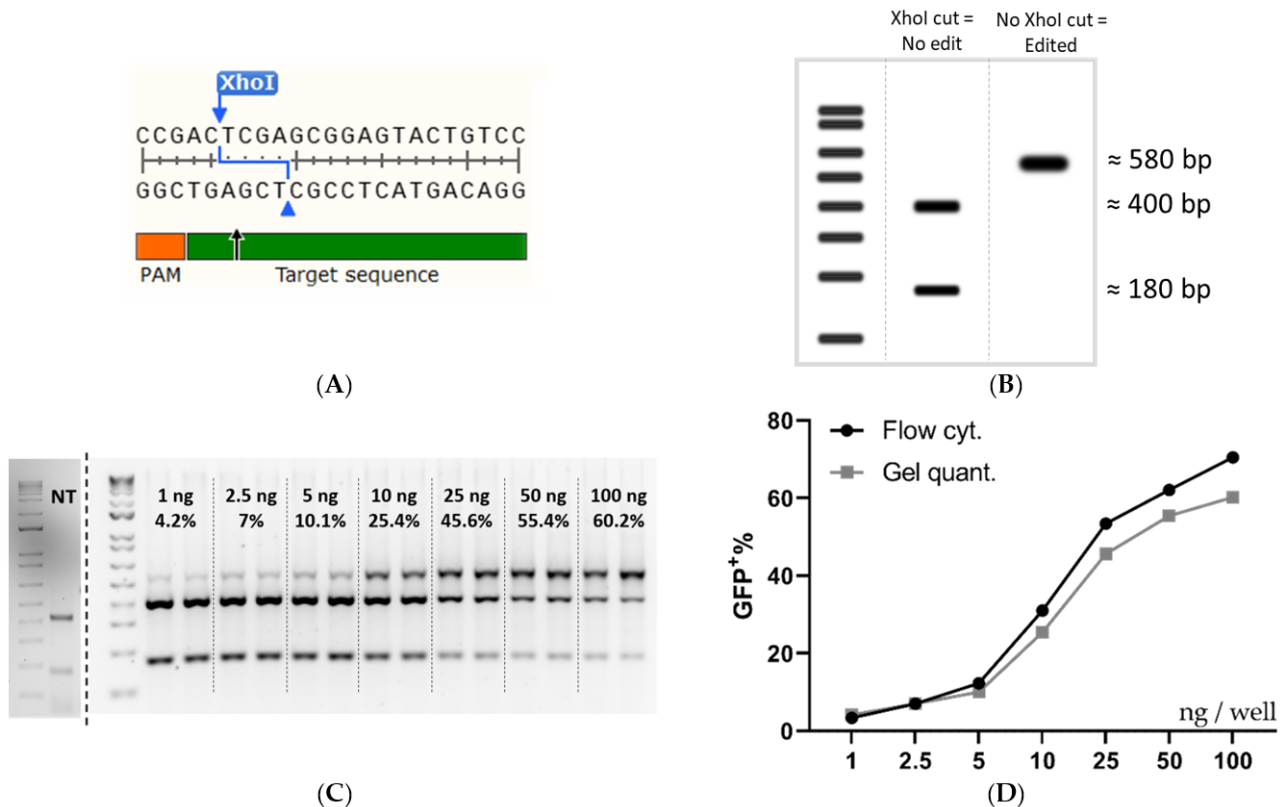 XhoI
CCGACTCGAGCGGAGTACTGTCC
GGCTGAGCTCGCCTCATGACAGG
PAM
Target sequence
(A)
XhoI cut =
No edit
No XhoI cut =
Edited
≈ 580 bp
≈ 400 bp
≈ 180 bp
(B)
NT
1 ng
4.2%
2.5 ng
7%
5 ng
10.1%
10 ng
25.4%
25 ng
45.6%
50 ng
55.4%
100 ng
60.2%
(C)
80
60
40
20
0
GFP+%
Flow cyt.
Gel quant.
ng / well
1 2.5 5 10 25 50 100
(D)